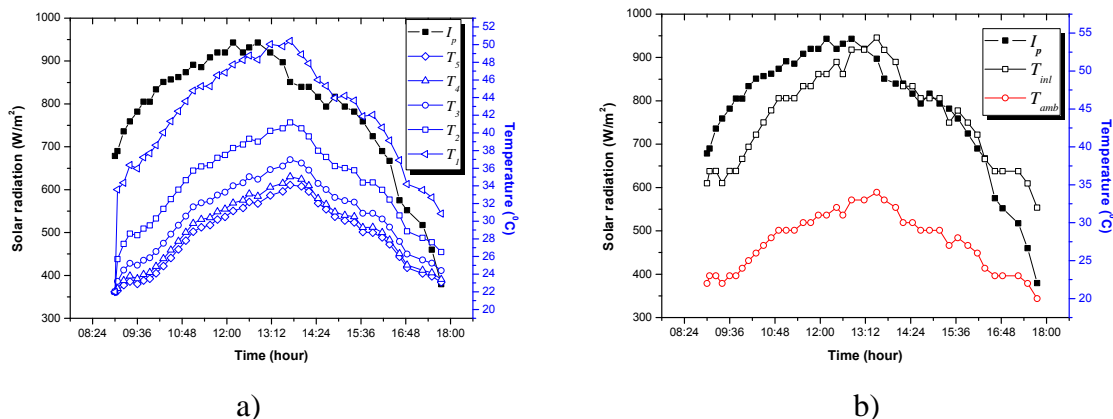 1000
950
900
800
700
600
500
400
300
Solar radiation (W/m²)
08:24 09:36 10:48 12:00 13:12 14:24 15:36 16:48 18:00
Time (hour)
I_p
T_5
T_4
T_3
T_2
T_1
52
50
48
46
44
42
40
38
36
34
32
30
28
26
24
22
20
Temperature (⁰C)
a)
1000
900
800
700
600
500
400
300
Solar radiation (W/m²)
08:24 09:36 10:48 12:00 13:12 14:24 15:36 16:48 18:00
Time (hour)
I_p
T_inl
T_amb
55
50
45
40
35
30
25
20
Temperature (⁰C)
b)